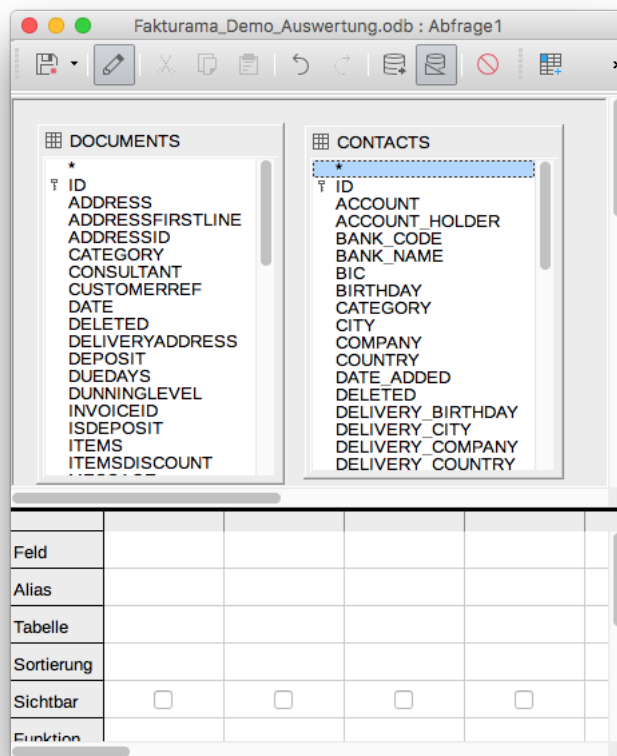 Fakturama_Demo_Auswertung.odb : Abfrage1
DOCUMENTS
*
ID
ADDRESS
ADDRESSFIRSTLINE
ADDRESSID
CATEGORY
CONSULTANT
CUSTOMERREF
DATE
DELETED
DELIVERYADDRESS
DEPOSIT
DUEDAYS
DUNNINGLEVEL
INVOICEID
ISDEPOSIT
ITEMS
ITEMSDISCOUNT
CONTACTS
*
ID
ACCOUNT
ACCOUNT_HOLDER
BANK_CODE
BANK_NAME
BIC
BIRTHDAY
CATEGORY
CITY
COMPANY
COUNTRY
DATE_ADDED
DELETED
DELIVERY_BIRTHDAY
DELIVERY_CITY
DELIVERY_COMPANY
DELIVERY_COUNTRY
Feld
Alias
Tabelle
Sortierung
Sichtbar
Funktion